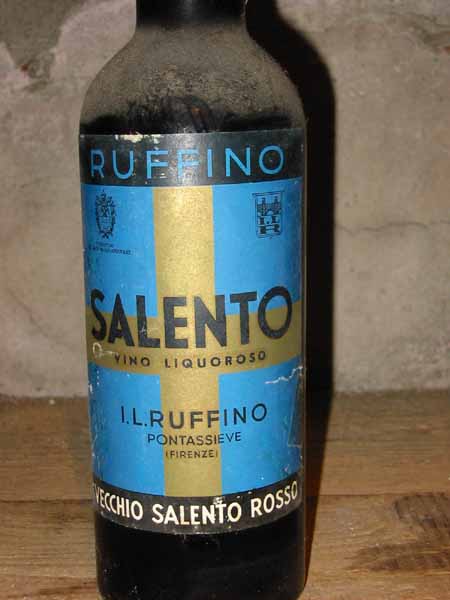 RUFFINO
I.L.
R
SALENTO
VINO LIQUOROSO
I.L.RUFFINO
PONTASSIEVE
(FIRENZE)
VECCHIO SALENTO ROSSO